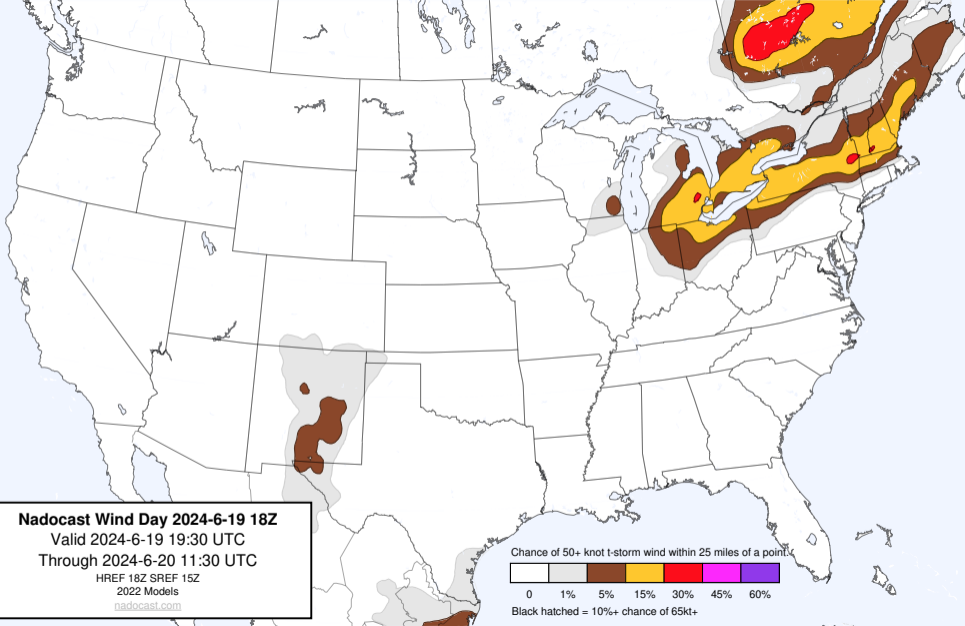 Nadocast Wind Day 2024-6-19 18Z
Valid 2024-6-19 19:30 UTC
Through 2024-6-20 11:30 UTC
HREF 18Z SREF 15Z
2022 Models
nadocast.com
Chance of 50+ knot t-storm wind within 25 miles of a point.
0 1% 5% 15% 30% 45% 60%
Black hatched = 10%+ chance of 65kt+